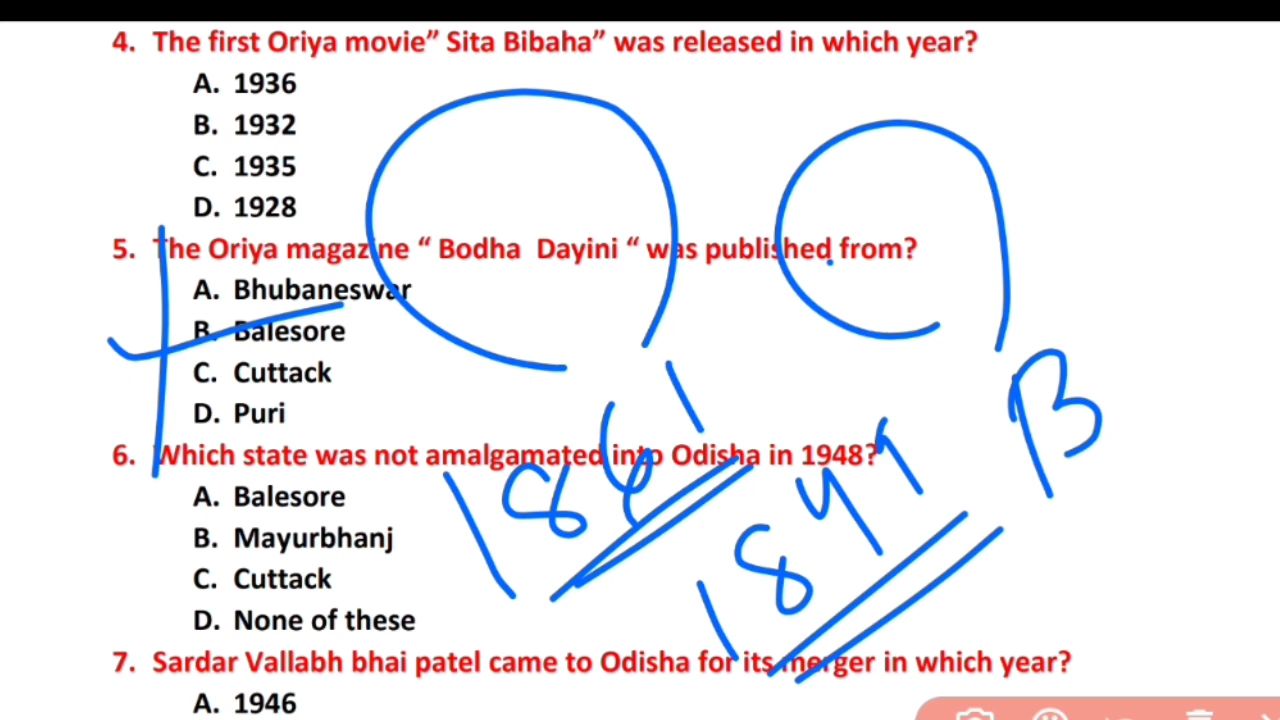 4. The first Oriya movie” Sita Bibaha” was released in which year?
A. 1936
B. 1932
C. 1935
D. 1928
5. The Oriya magazine “ Bodha Dayini “ was published from?
A. Bhubaneswar
B. Balesore
C. Cuttack
D. Puri
6. Which state was not amalgamated into Odisha in 1948?
A. Balesore
B. Mayurbhanj
C. Cuttack
D. None of these
7. Sardar Vallabh bhai patel came to Odisha for its merger in which year?
A. 1946
B